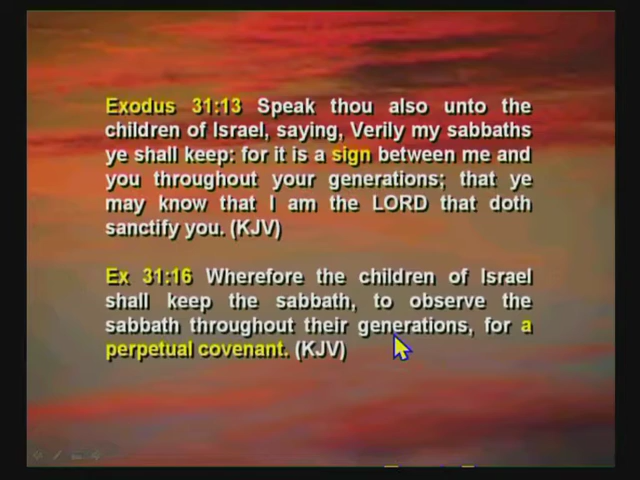 Exodus 31:13 Speak thou also unto the
children of Israel, saying, Verily my sabbaths
ye shall keep: for it is a sign between me and
you throughout your generations; that ye
may know that I am the LORD that doth
sanctify you. (KJV)
Ex 31:16 Wherefore the children of Israel
shall keep the sabbath, to observe the
sabbath throughout their generations, for a
perpetual covenant. (KJV)